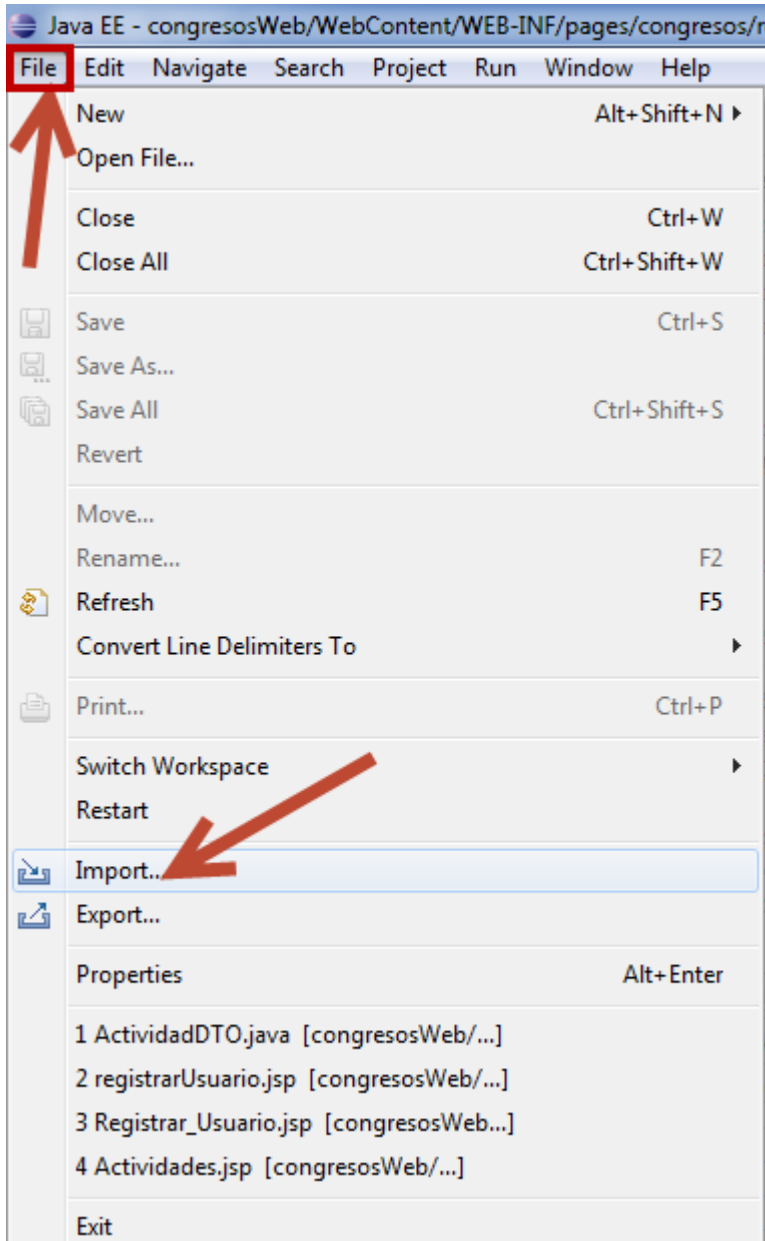 Java EE - congresosWeb/WebContent/WEB-INF/pages/congresos/
File Edit Navigate Search Project Run Window Help
New Alt+Shift+N
Open File...
Close Ctrl+W
Close All Ctrl+Shift+W
Save Ctrl+S
Save As...
Save All Ctrl+Shift+S
Revert
Move...
Rename... F2
Refresh F5
Convert Line Delimiters To
Print... Ctrl+P
Switch Workspace
Restart
Import...
Export...
Properties Alt+Enter
1 ActividadDTO.java [congresosWeb/...]
2 registrarUsuario.jsp [congresosWeb/...]
3 Registrar_Usuario.jsp [congresosWeb...]
4 Actividades.jsp [congresosWeb/...]
Exit